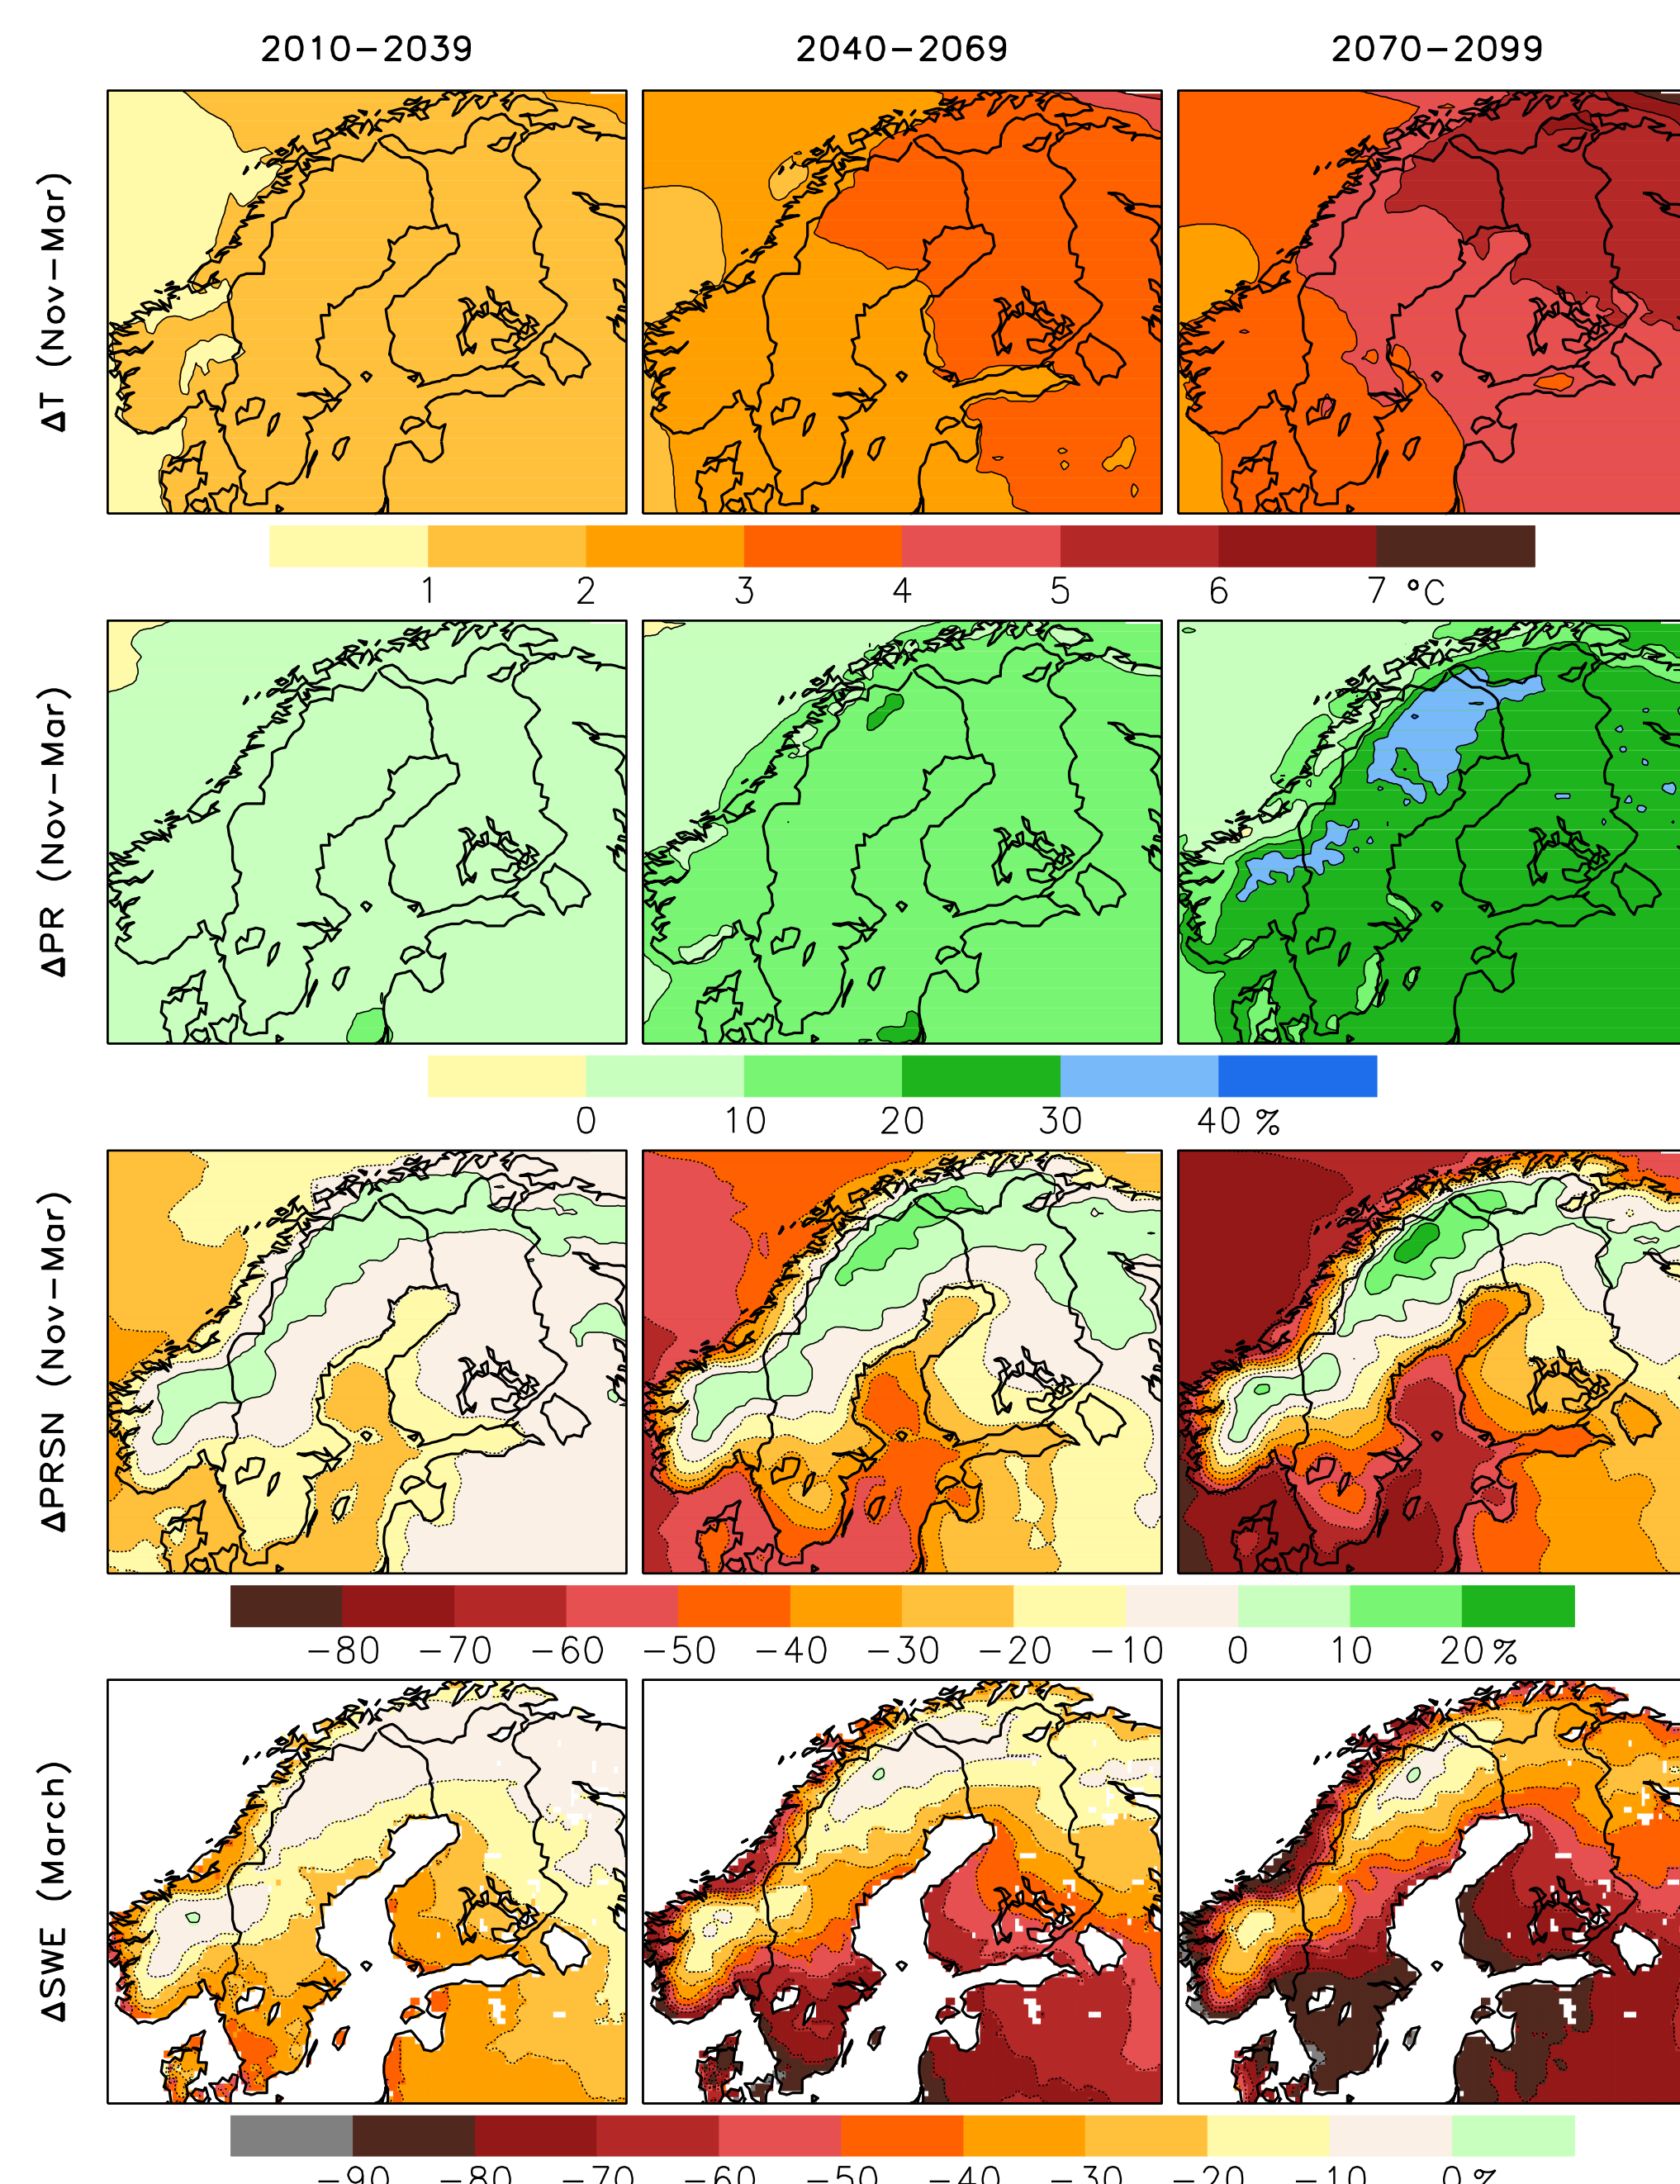 2010−2039 2040−2069 2070−2099
ΔT (Nov−Mar)
1 2 3 4 5 6 7 °C
ΔPR (Nov−Mar)
0 10 20 30 40 %
ΔPRSN (Nov−Mar)
−80 −70 −60 −50 −40 −30 −20 −10 0 10 20 %
ΔSWE (March)
−90 −80 −70 −60 −50 −40 −30 −20 −10 0 %